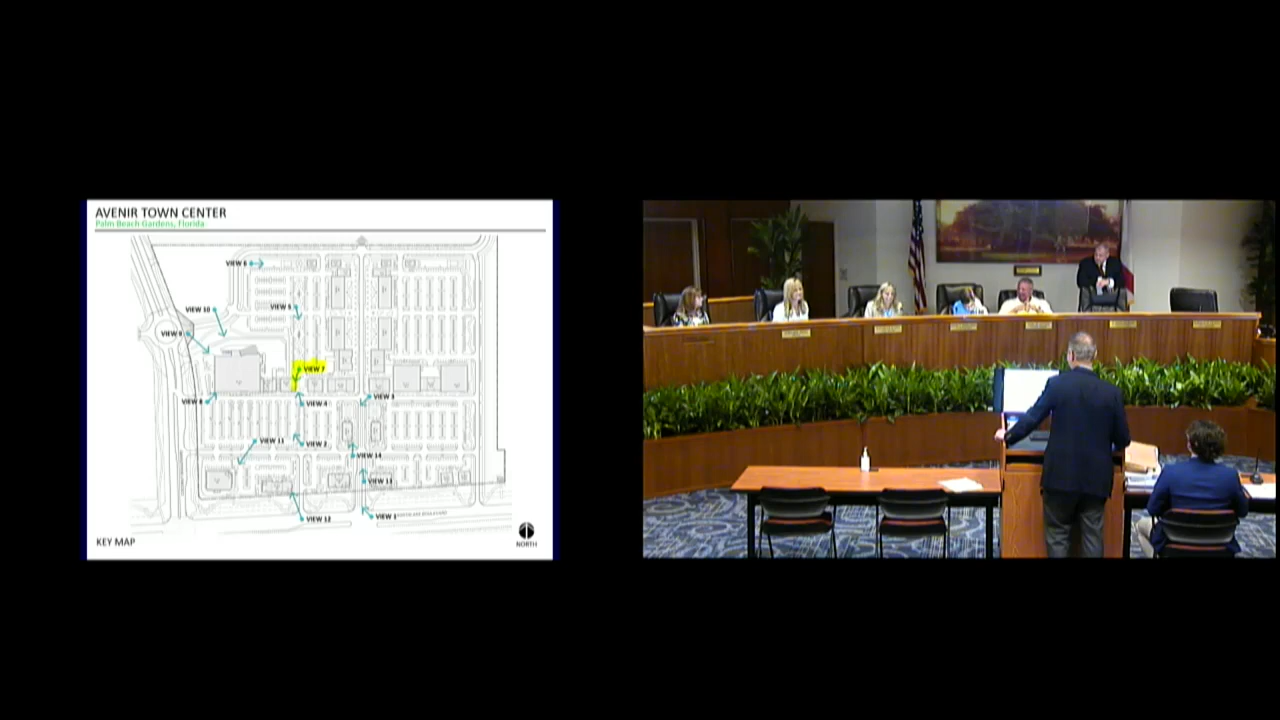 AVENIR TOWN CENTER
Palm Beach Gardens, Florida
VIEW 6
VIEW 10
VIEW 5
VIEW 9
VIEW 7
VIEW 8
VIEW 4
VIEW 3
VIEW 11
VIEW 2
VIEW 14
VIEW 13
VIEW 12
VIEW 1
KEY MAP
NORTH